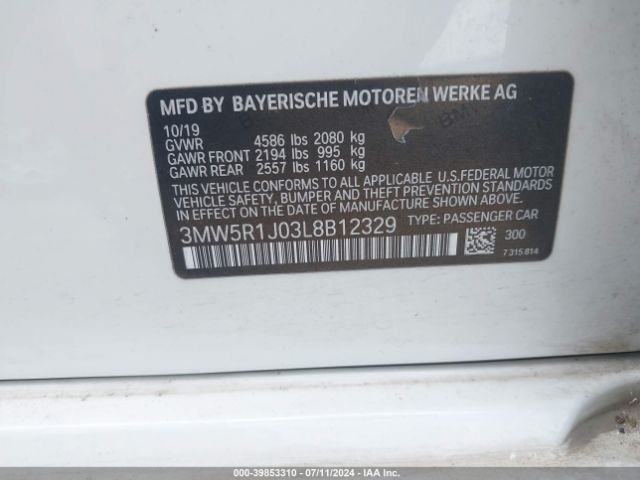 MFD BY BAYERISCHE MOTOREN WERKE AG
10/19
GVWR 4586 lbs 2080 kg
GAWR FRONT 2194 lbs 995 kg
GAWR REAR 2557 lbs 1160 kg
THIS VEHICLE CONFORMS TO ALL APPLICABLE U.S.FEDERAL MOTOR
VEHICLE SAFETY, BUMPER, AND THEFT PREVENTION STANDARDS
IN EFFECT ON THE DATE OF MANUFACTURE SHOWN ABOVE.
3MW5R1J03L8B12329 TYPE: PASSENGER CAR
300
7 315 814
000-39853310 - 07/11/2024 - IAA Inc.